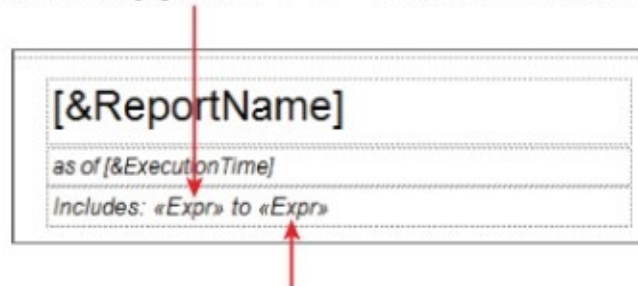 [&ReportName]
as of [&ExecutionTime]
Includes: «Expr» to «Expr»